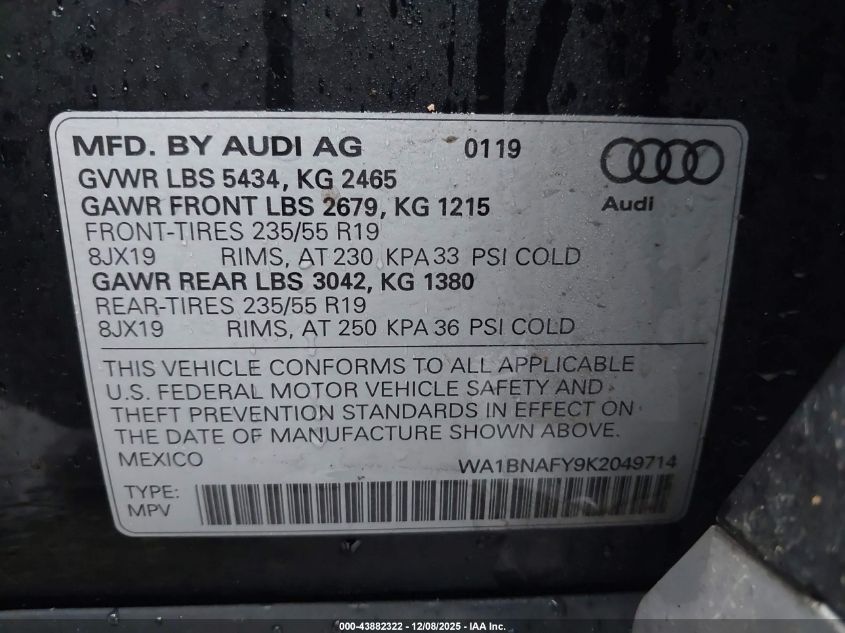 MFD. BY AUDI AG 0119
GVWR LBS 5434, KG 2465
GAWR FRONT LBS 2679, KG 1215
Audi
FRONT-TIRES 235/55 R19
8JX19 RIMS, AT 230 KPA 33 PSI COLD
GAWR REAR LBS 3042, KG 1380
REAR-TIRES 235/55 R19
8JX19 RIMS, AT 250 KPA 36 PSI COLD
THIS VEHICLE CONFORMS TO ALL APPLICABLE
U.S. FEDERAL MOTOR VEHICLE SAFETY AND
THEFT PREVENTION STANDARDS IN EFFECT ON
THE DATE OF MANUFACTURE SHOWN ABOVE.
MEXICO WA1BNAFY9K2049714
TYPE:
MPV
000-43882322 - 12/08/2025 - IAA Inc.